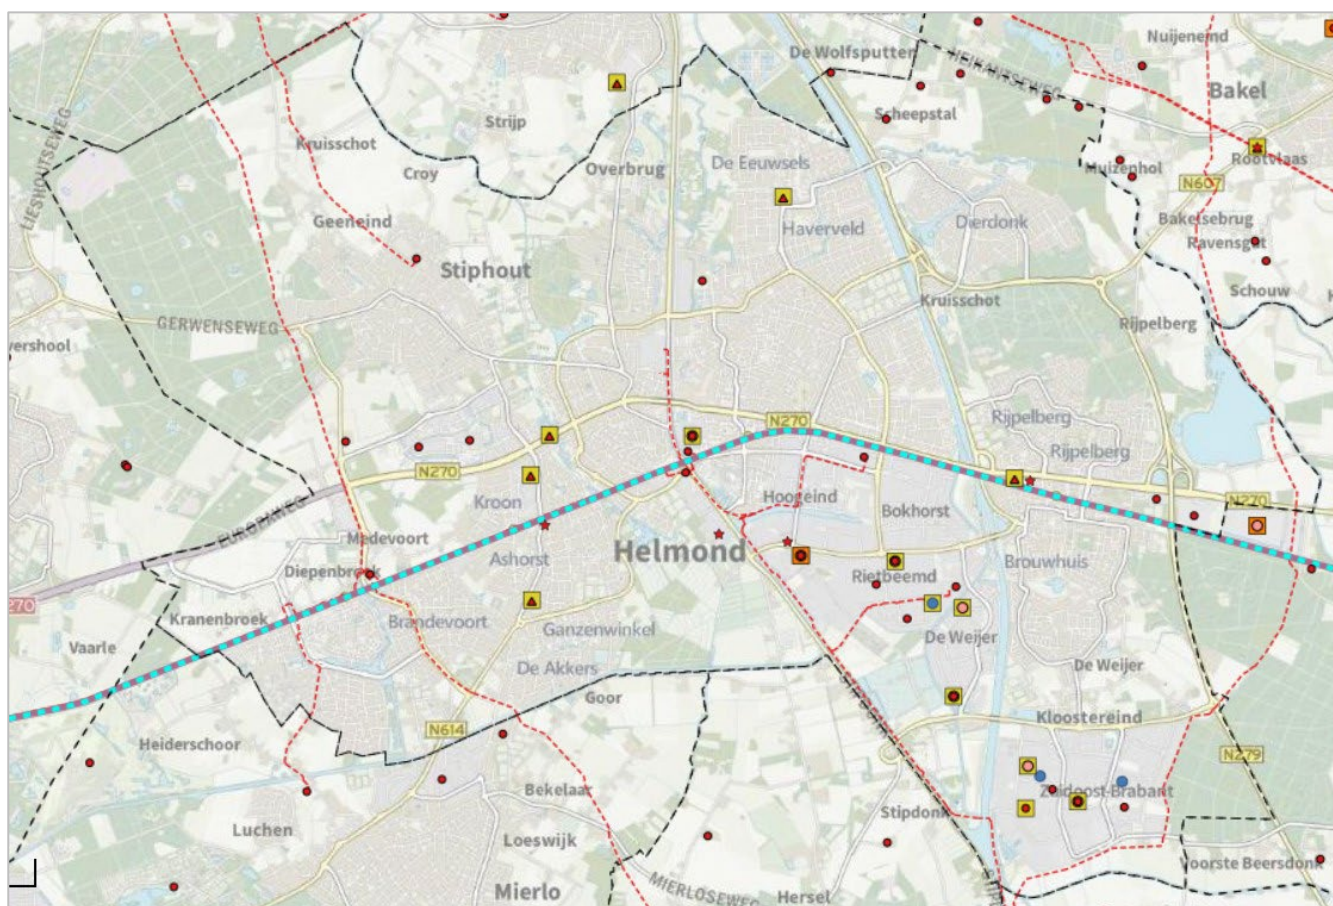 De Wolfsputter
Nuijeneind
HEIKANTSEWEG
Bakel
Scheepstal
Strijp
Kruisschot
Croy
Overbrug
De Eeuwsels
Muizenhol
Rootvlaas
N607
LIESHOUTSEWEG
Geeneind
Haverveld
Dierdonk
Bakelsebrug
Ravensgat
Stiphout
Schouw
Kruisschot
GERWENSEWEG
Rijpelberg
vershool
N270
Rijpelberg
Rijpelberg
N270
Kroon
Hoogeind
Bokhorst
N270
EUROPAWEG
Medevoort
Helmond
Ashorst
Brouwhuis
Diepenbroek
Rietbeemd
270
Kranenbroek
Brandevoort
Ganzenwinkel
De Weijer
Vaarle
De Akkers
De Weijer
Goor
Kloostereind
N614
Heiderschoor
N279
Bekelaar
Zuidoost-Brabant
Luchen
Loeswijk
Stipdonk
Voorste Beersdonk
Mierlo
MIERLOSEWEG
Hersel